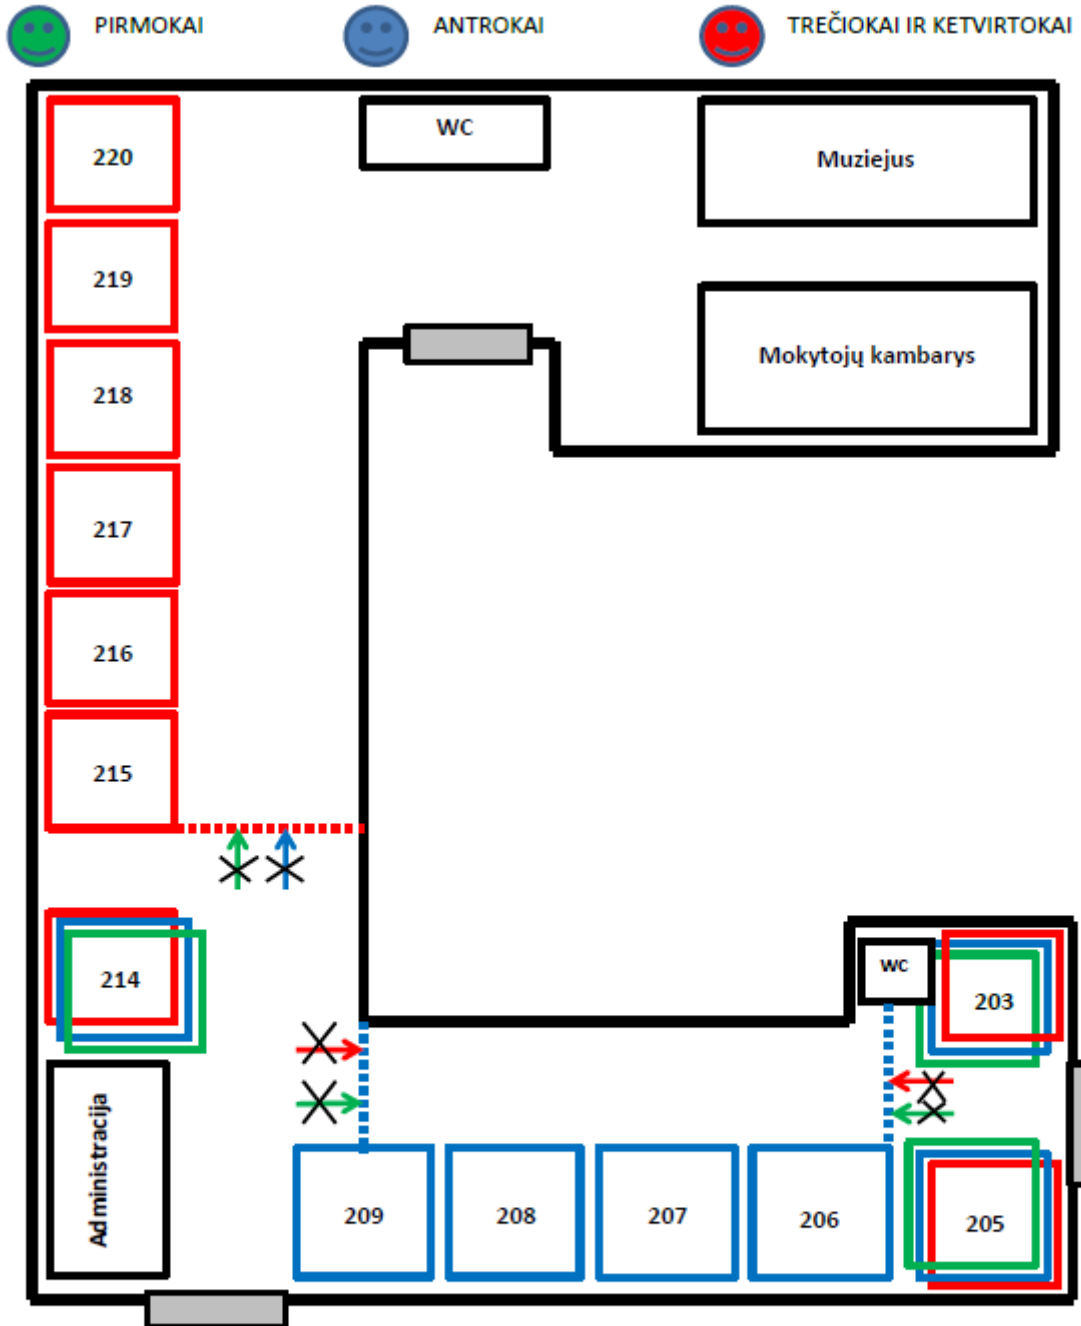 PIRMOKAI
ANTROKAI
TREČIOKAI IR KETVIRTOKAI
220
WC
Muziejus
219
218
Mokytojų kambarys
217
216
215
214
WC
203
Administracija
209
208
207
206
205